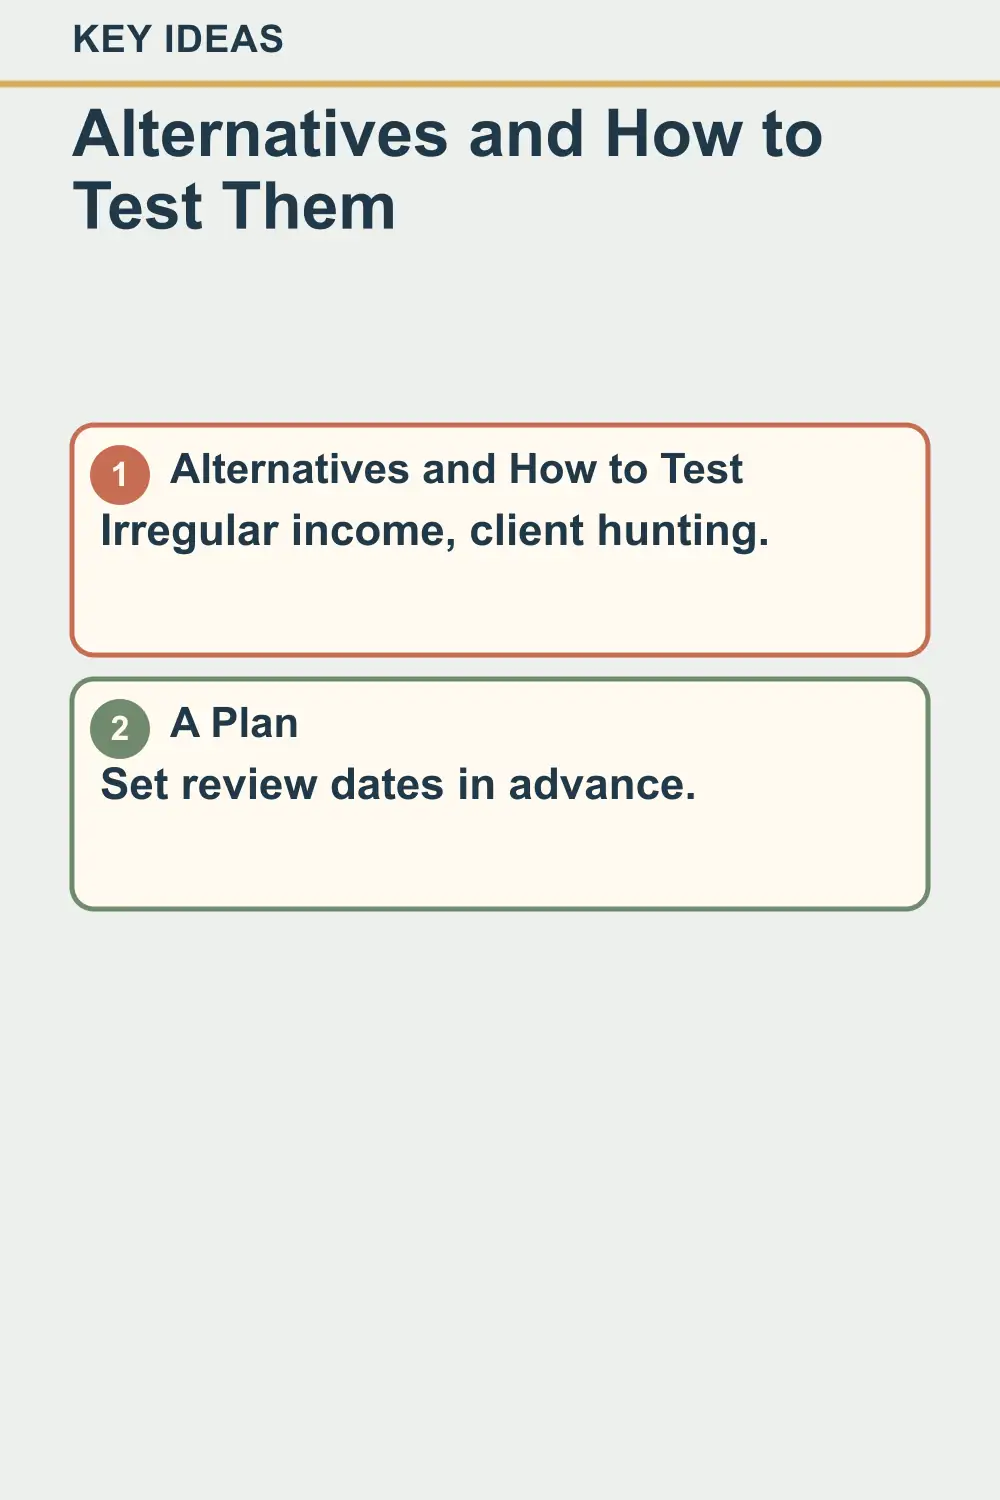 KEY IDEAS
Alternatives and How to
Test Them
1 Alternatives and How to Test
Irregular income, client hunting.
2 A Plan
Set review dates in advance.